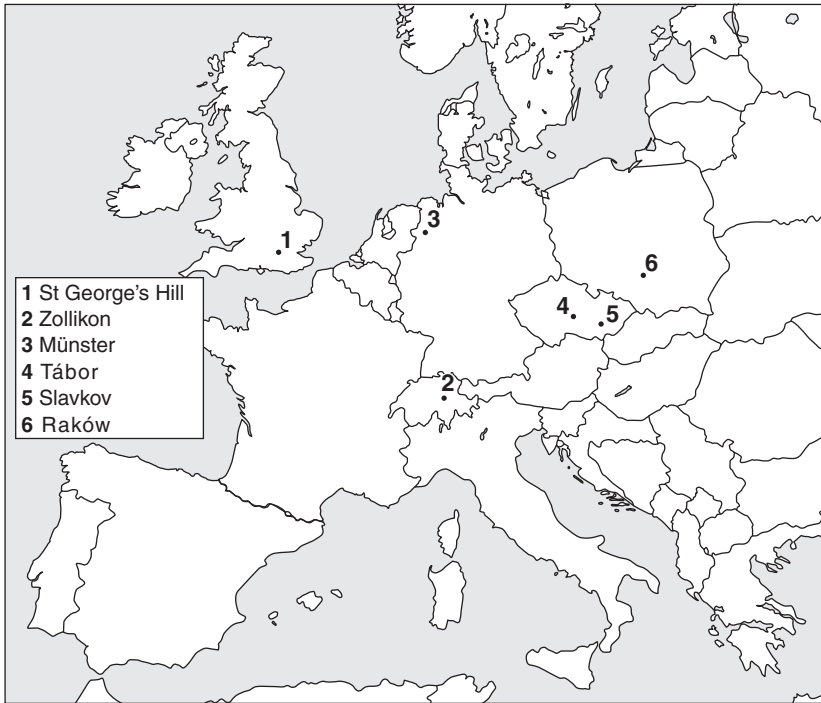 1
3
6
4
5
2
1 St George's Hill
2 Zollikon
3 Münster
4 Tábor
5 Slavkov
6 Raków